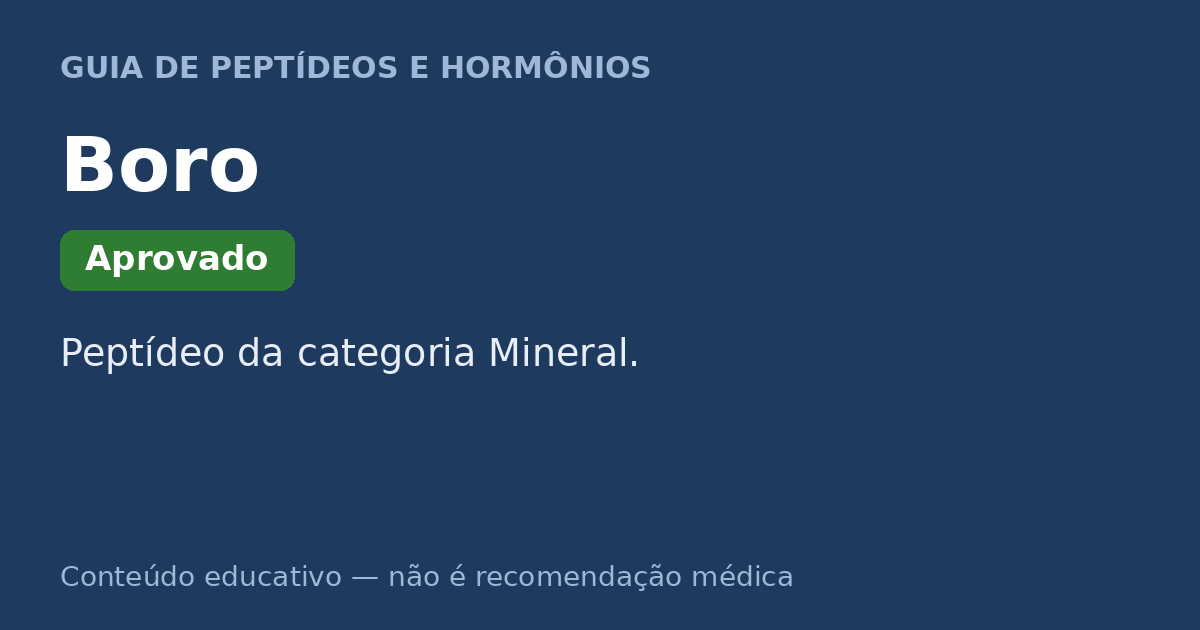 GUIA DE PEPTÍDEOS E HORMÔNIOS
Boro
Aprovado
Peptídeo da categoria Mineral.
Conteúdo educativo — não é recomendação médica